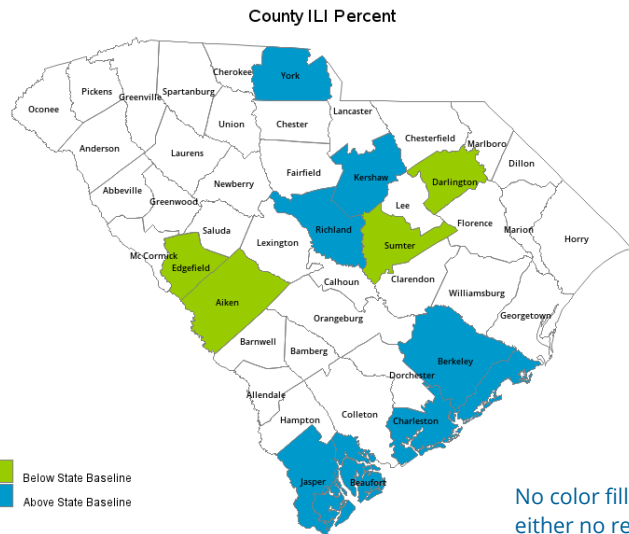 County ILI Percent
Cherokee
York
Pickens
Spartanburg
Greenville
Oconee
Lancaster
Union
Chester
Chesterfield
Marlboro
Anderson
Laurens
Dillon
Fairfield
Kershaw
Darlington
Newberry
Abbeville
Greenwood
Lee
Florence
Saluda
Richland
Marion
Horry
Lexington
Sumter
McCormick
Edgefield
Calhoun
Clarendon
Williamsburg
Aiken
Orangeburg
Georgetown
Barnwell
Bamberg
Berkeley
Dorchester
Allendale
Colleton
Hampton
Charleston
Jasper
Beaufort
Below State Baseline
Above State Baseline
No color fill
either no re